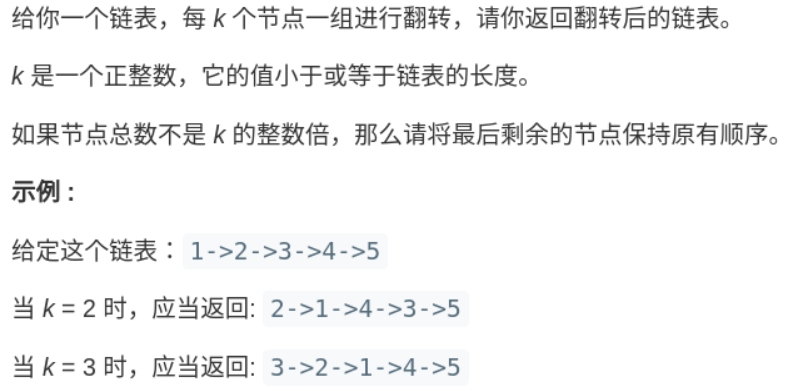 给你一个链表，每 k 个节点一组进行翻转，请你返回翻转后的链表。
k 是一个正整数，它的值小于或等于链表的长度。
如果节点总数不是 k 的整数倍，那么请将最后剩余的节点保持原有顺序。
示例 :
给定这个链表：1->2->3->4->5
当 k = 2 时，应当返回: 2->1->4->3->5
当 k = 3 时，应当返回: 3->2->1->4->5